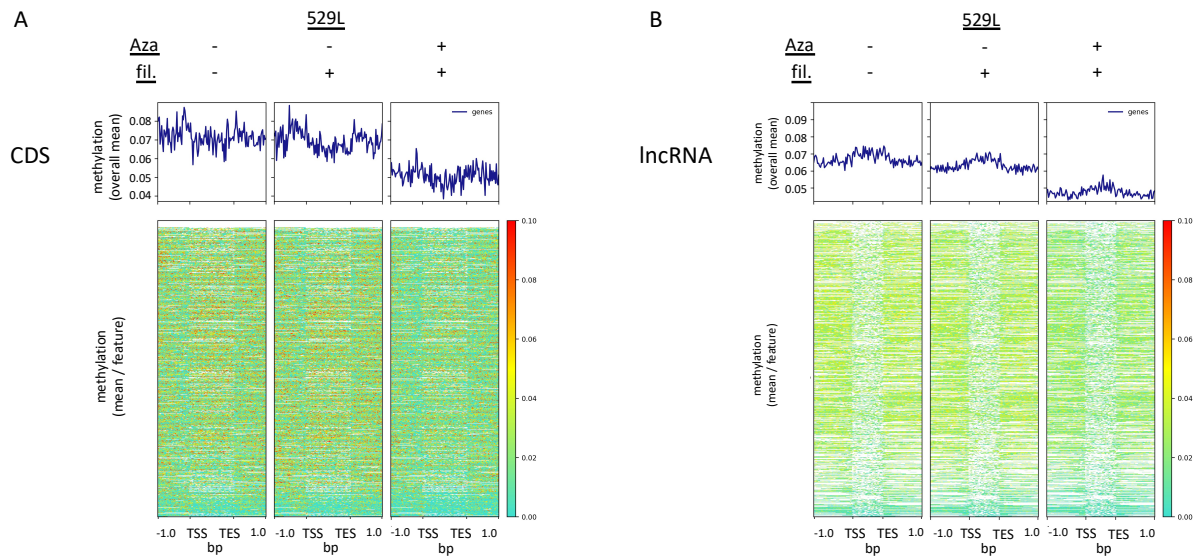 A
529L
Aza - - +
fil. - + +
CDS
methylation
(overall mean)
0.08
0.07
0.06
0.05
0.04
genes
methylation
(mean / feature)
0.10
0.08
0.06
0.04
0.02
0.00
-1.0 TSS TES 1.0 -1.0 TSS TES 1.0 -1.0 TSS TES 1.0
bp bp bp
B
529L
Aza - - +
fil. - + +
lncRNA
methylation
(overall mean)
0.09
0.08
0.07
0.06
0.05
genes
methylation
(mean / feature)
0.10
0.08
0.06
0.04
0.02
0.00
-1.0 TSS TES 1.0 -1.0 TSS TES 1.0 -1.0 TSS TES 1.0
bp bp bp